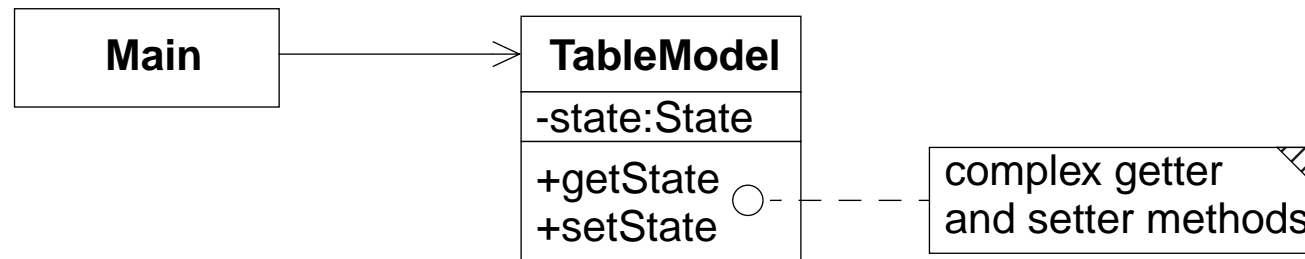 Main
TableModel
-state:State
+getState
+setState
complex getter
and setter methods